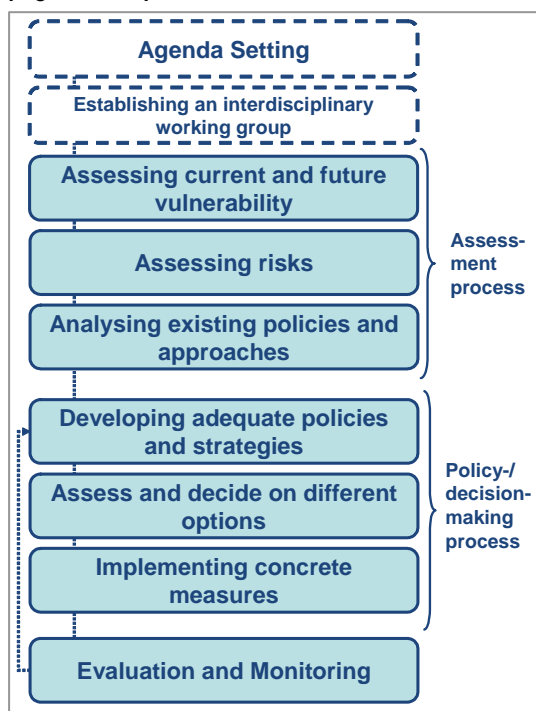 Agenda Setting
Establishing an interdisciplinary
working group
Assessing current and future
vulnerability
Assessing risks
Analysing existing policies and
approaches
Assess-
ment
process
Developing adequate policies
and strategies
Assess and decide on different
options
Implementing concrete
measures
Policy-/
decision-
making
process
Evaluation and Monitoring